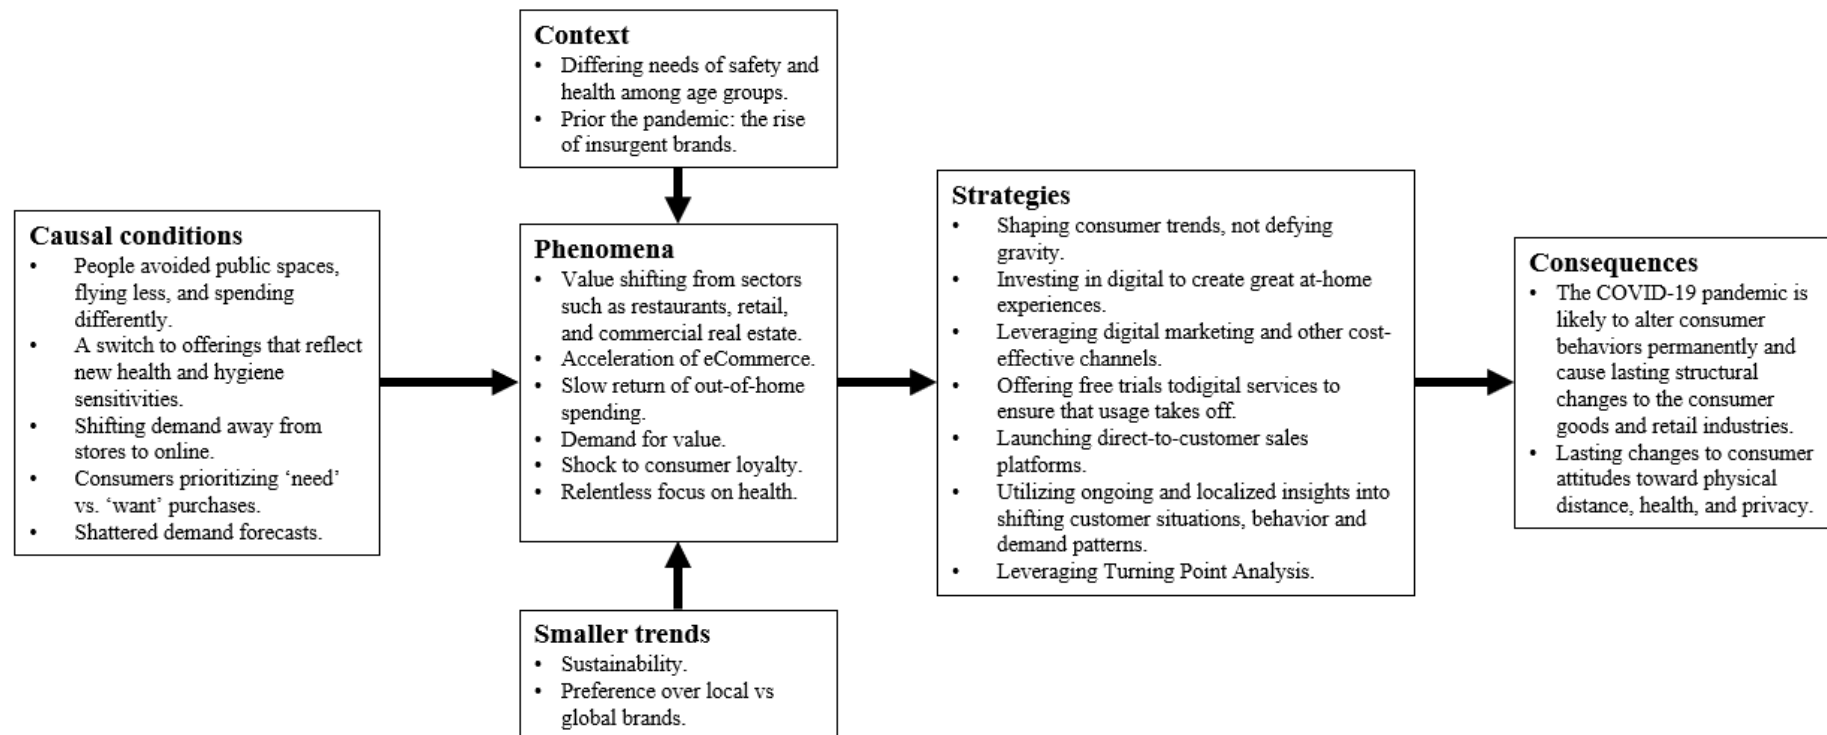 Context
• Differing needs of safety and
health among age groups.
• Prior the pandemic: the rise
of insurgent brands.
Causal conditions
• People avoided public spaces,
flying less, and spending
differently.
• A switch to offerings that reflect
new health and hygiene
sensitivities.
• Shifting demand away from
stores to online.
• Consumers prioritizing ‘need’
vs. ‘want’ purchases.
• Shattered demand forecasts.
Phenomena
• Value shifting from sectors
such as restaurants, retail,
and commercial real estate.
• Acceleration of eCommerce.
• Slow return of out-of-home
spending.
• Demand for value.
• Shock to consumer loyalty.
• Relentless focus on health.
Smaller trends
• Sustainability.
• Preference over local vs
global brands.
Strategies
• Shaping consumer trends, not defying
gravity.
• Investing in digital to create great at-home
experiences.
• Leveraging digital marketing and other cost-
effective channels.
• Offering free trials todigital services to
ensure that usage takes off.
• Launching direct-to-customer sales
platforms.
• Utilizing ongoing and localized insights into
shifting customer situations, behavior and
demand patterns.
• Leveraging Turning Point Analysis.
Consequences
• The COVID-19 pandemic is
likely to alter consumer
behaviors permanently and
cause lasting structural
changes to the consumer
goods and retail industries.
• Lasting changes to consumer
attitudes toward physical
distance, health, and privacy.